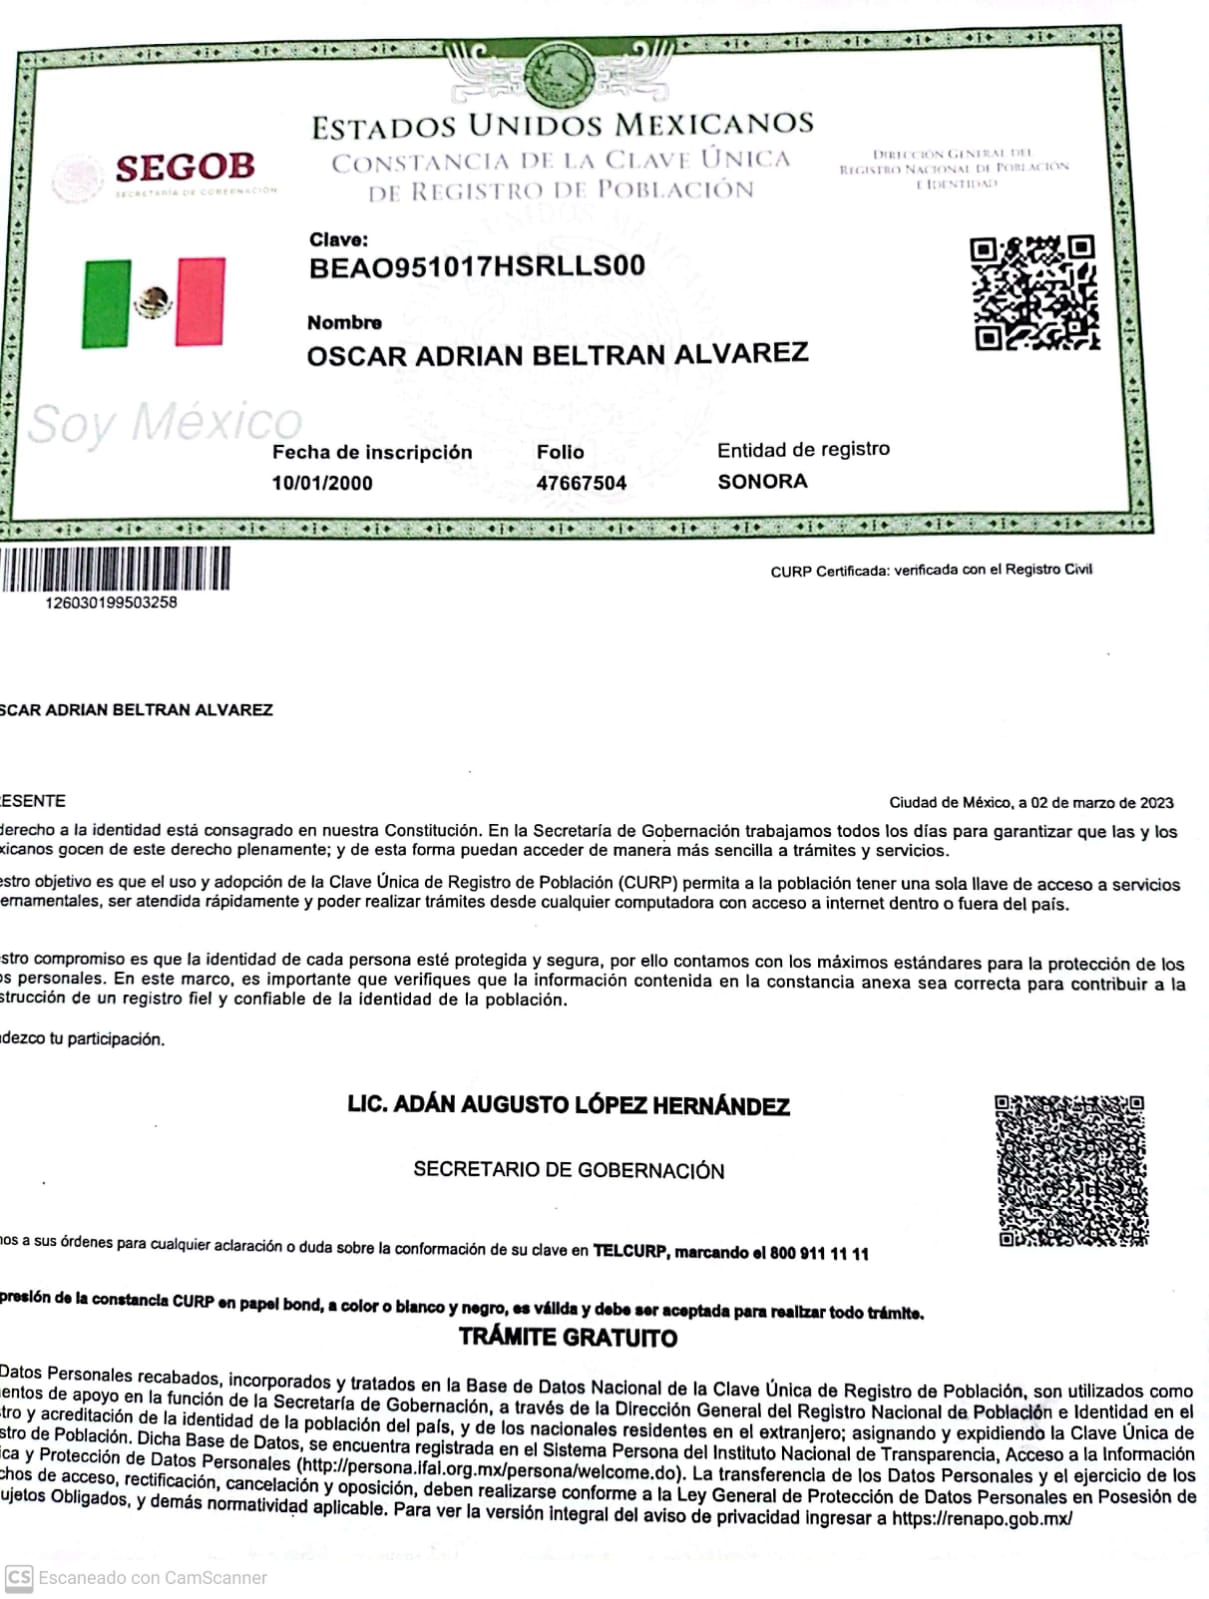 ESTADOS UNIDOS MEXICANOS
CONSTANCIA DE LA CLAVE ÚNICA
DE REGISTRO DE POBLACIÓN
SEGOB
SECRETARÍA DE GOBERNACIÓN
DIRECCIÓN GENERAL DEL
REGISTRO NACIONAL DE POBLACIÓN
E IDENTIDAD
Clave:
BEAO951017HSRLLS00
Nombre
OSCAR ADRIAN BELTRAN ALVAREZ
Soy México
Fecha de inscripción Folio Entidad de registro
10/01/2000 47667504 SONORA
126030199503258
CURP Certificada: verificada con el Registro Civil
SCAR ADRIAN BELTRAN ALVAREZ
ESENTE
Ciudad de México, a 02 de marzo de 2023
derecho a la identidad está consagrado en nuestra Constitución. En la Secretaría de Gobernación trabajamos todos los días para garantizar que las y los
xicanos gocen de este derecho plenamente; y de esta forma puedan acceder de manera más sencilla a trámites y servicios.
estro objetivo es que el uso y adopción de la Clave Única de Registro de Población (CURP) permita a la población tener una sola llave de acceso a servicios
ernamentales, ser atendida rápidamente y poder realizar trámites desde cualquier computadora con acceso a internet dentro o fuera del país.
stro compromiso es que la identidad de cada persona esté protegida y segura, por ello contamos con los máximos estándares para la protección de los
os personales. En este marco, es importante que verifiques que la información contenida en la constancia anexa sea correcta para contribuir a la
strucción de un registro fiel y confiable de la identidad de la población.
adezco tu participación.
LIC. ADÁN AUGUSTO LÓPEZ HERNÁNDEZ
SECRETARIO DE GOBERNACIÓN
nos a sus órdenes para cualquier aclaración o duda sobre la conformación de su clave en TELCURP, marcando el 800 911 11 11
presión de la constancia CURP en papel bond, a color o blanco y negro, es válida y debe ser aceptada para realizar todo trámite.
TRÁMITE GRATUITO
Datos Personales recabados, incorporados y tratados en la Base de Datos Nacional de la Clave Única de Registro de Población, son utilizados como
entos de apoyo en la función de la Secretaría de Gobernación, a través de la Dirección General del Registro Nacional de Población e Identidad en el
stro y acreditación de la identidad de la población del país, y de los nacionales residentes en el extranjero; asignando y expidiendo la Clave Única de
stro de Población. Dicha Base de Datos, se encuentra registrada en el Sistema Persona del Instituto Nacional de Transparencia, Acceso a la Información
ica y Protección de Datos Personales (http://persona.ifai.org.mx/persona/welcome.do). La transferencia de los Datos Personales y el ejercicio de los
chos de acceso, rectificación, cancelación y oposición, deben realizarse conforme a la Ley General de Protección de Datos Personales en Posesión de
ujetos Obligados, y demás normatividad aplicable. Para ver la versión integral del aviso de privacidad ingresar a https://renapo.gob.mx/
CS Escaneado con CamScanner